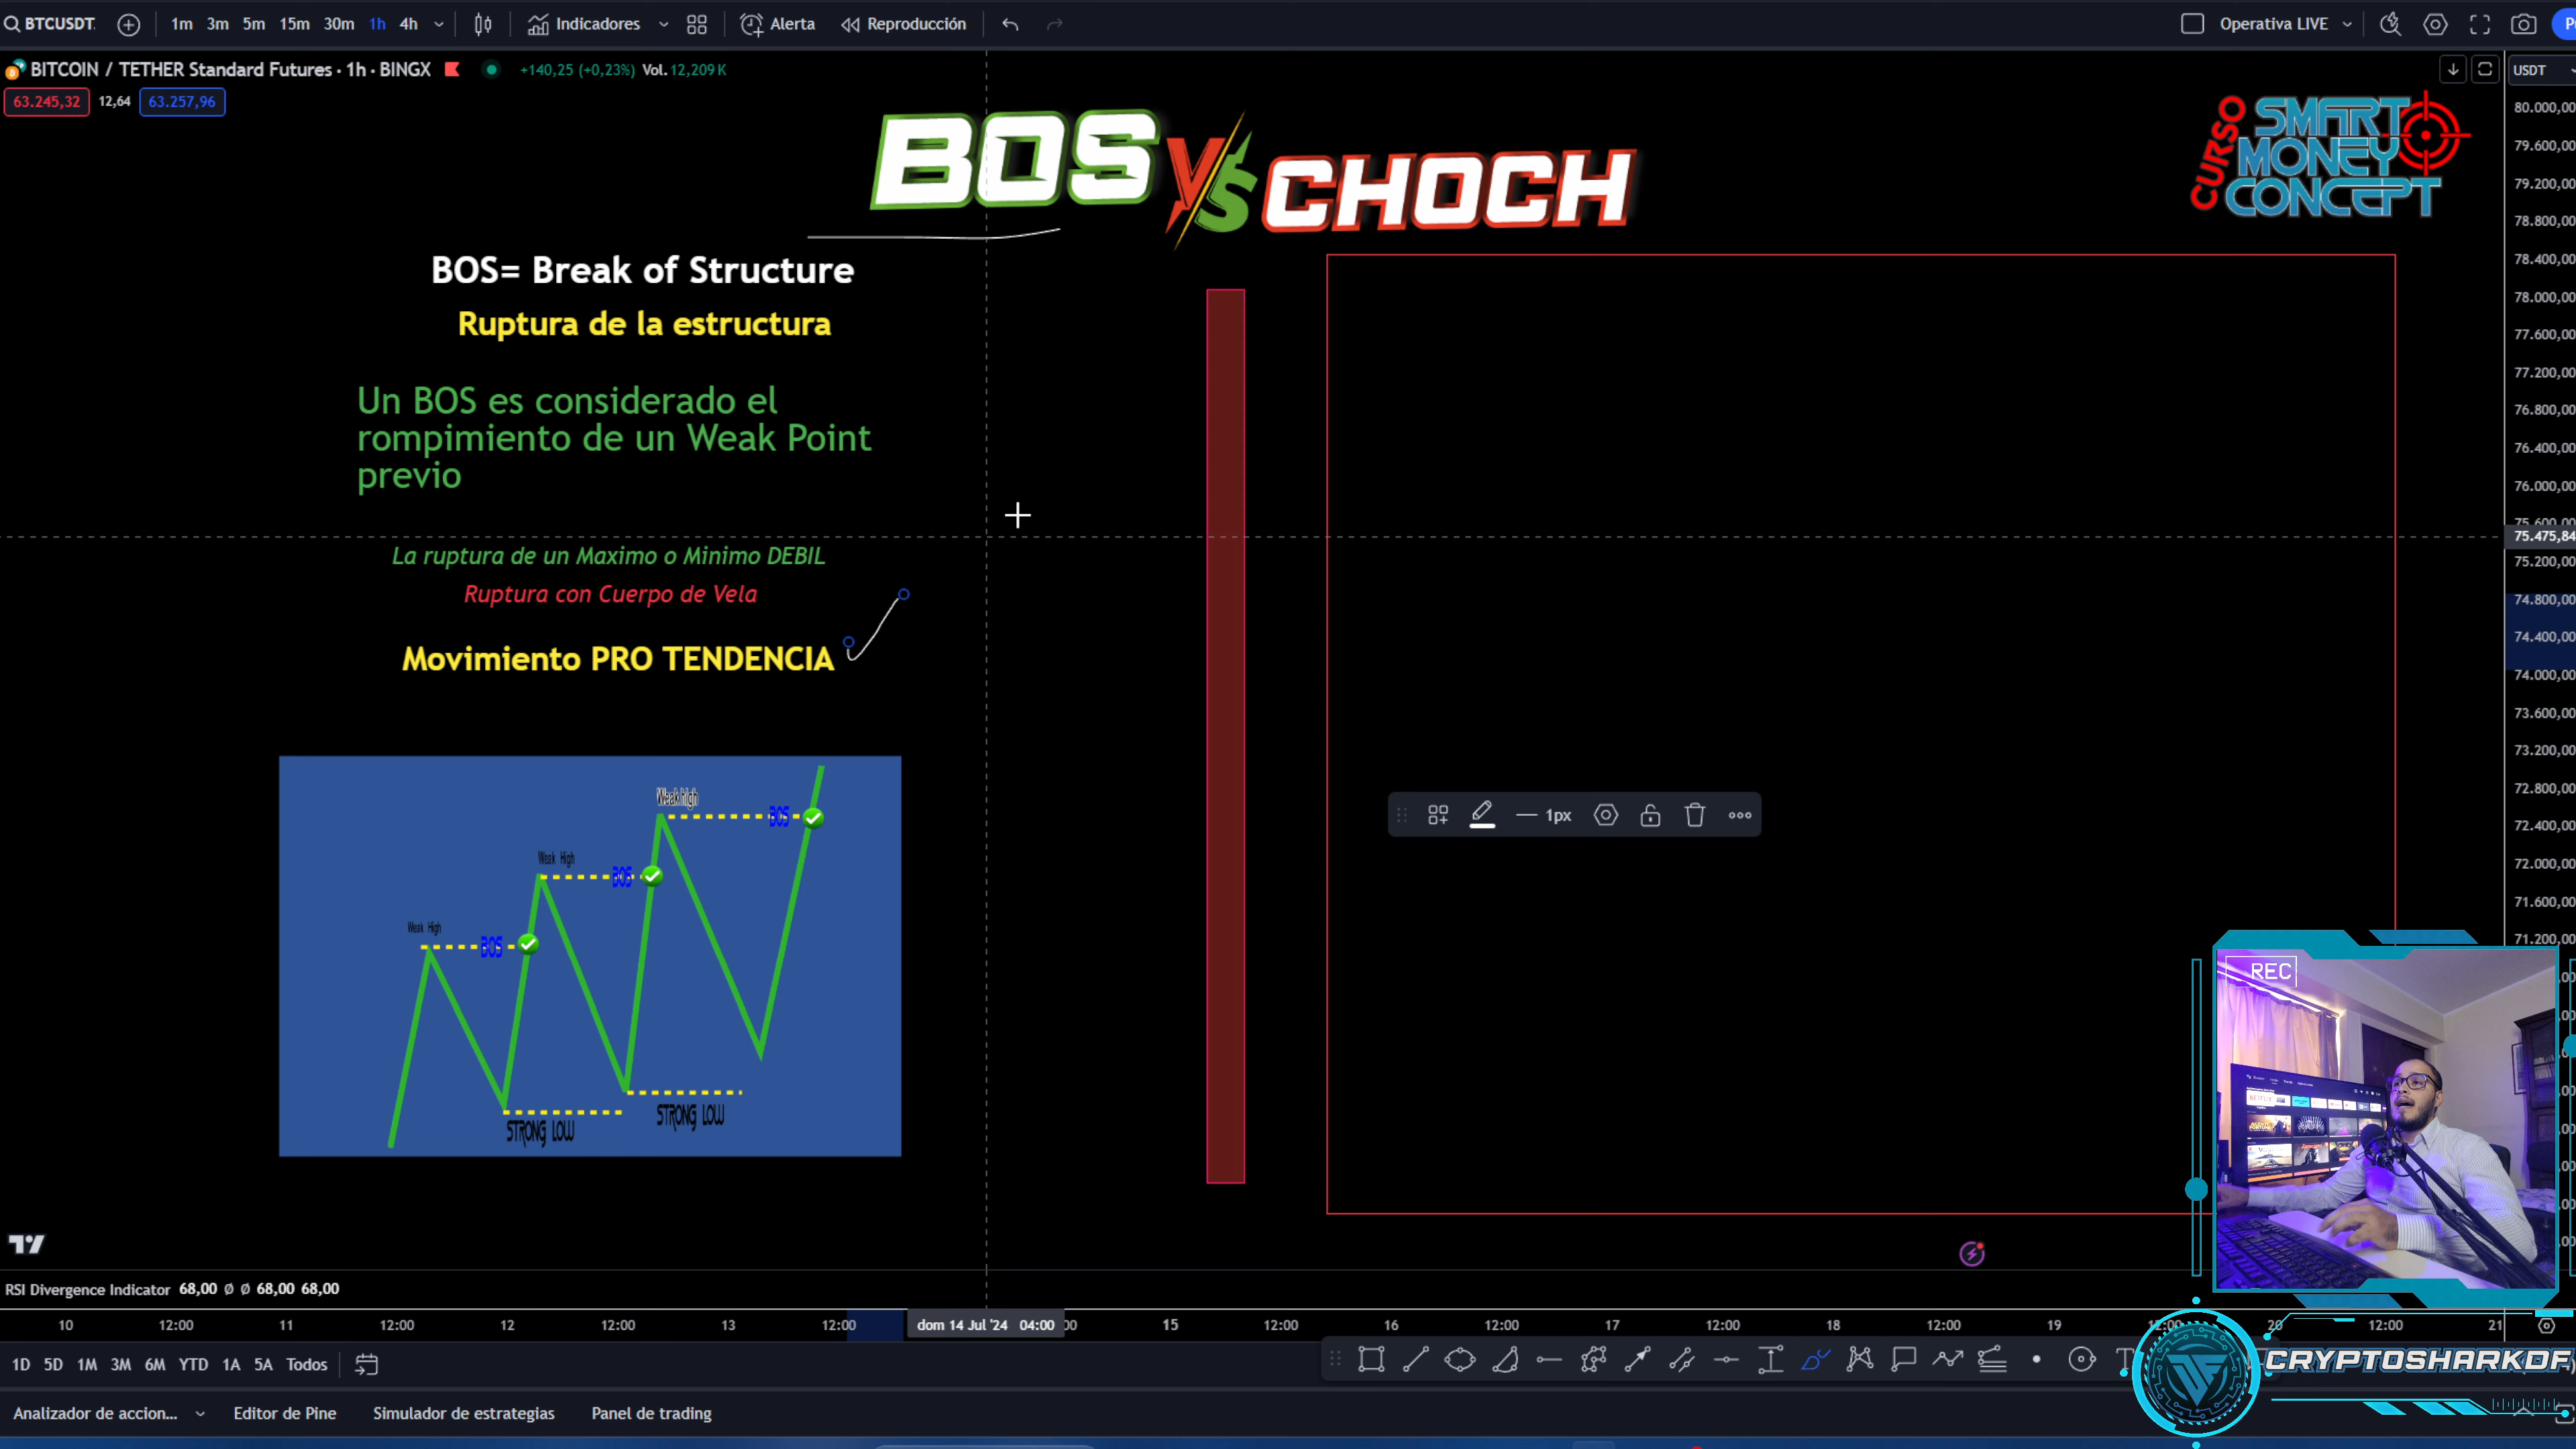 BTCUSDT. 1m 3m 5m 15m 30m 1h 4h Indicadores Alerta Reproducción Operativa LIVE
BITCOIN / TETHER Standard Futures · 1h · BINGX +140,25 (+0,23%) Vol. 12,209 K USDT
63.245,32 12,64 63.257,96
BOS VS CHOCH
CURSO SMART MONEY CONCEPT
BOS= Break of Structure
Ruptura de la estructura
Un BOS es considerado el
rompimiento de un Weak Point
previo
La ruptura de un Maximo o Minimo DEBIL
Ruptura con Cuerpo de Vela
Movimiento PRO TENDENCIA
Weak high
BOS
Weak High
BOS
Weak High
BOS
STRONG LOW
STRONG LOW
1px
80.000,00
79.600,00
79.200,00
78.800,00
78.400,00
78.000,00
77.600,00
77.200,00
76.800,00
76.400,00
76.000,00
75.600,00
75.475,84
75.200,00
74.800,00
74.400,00
74.000,00
73.600,00
73.200,00
72.800,00
72.400,00
72.000,00
71.600,00
71.200,00
REC
RSI Divergence Indicator 68,00 ∅ ∅ 68,00 68,00
10 12:00 11 12:00 12 12:00 13 12:00 dom 14 Jul '24 04:00 15 12:00 16 12:00 17 12:00 18 12:00 19 12:00 20 12:00 21
1D 5D 1M 3M 6M YTD 1A 5A Todos
CRYPTOSHARKDF
Analizador de accion... Editor de Pine Simulador de estrategias Panel de trading